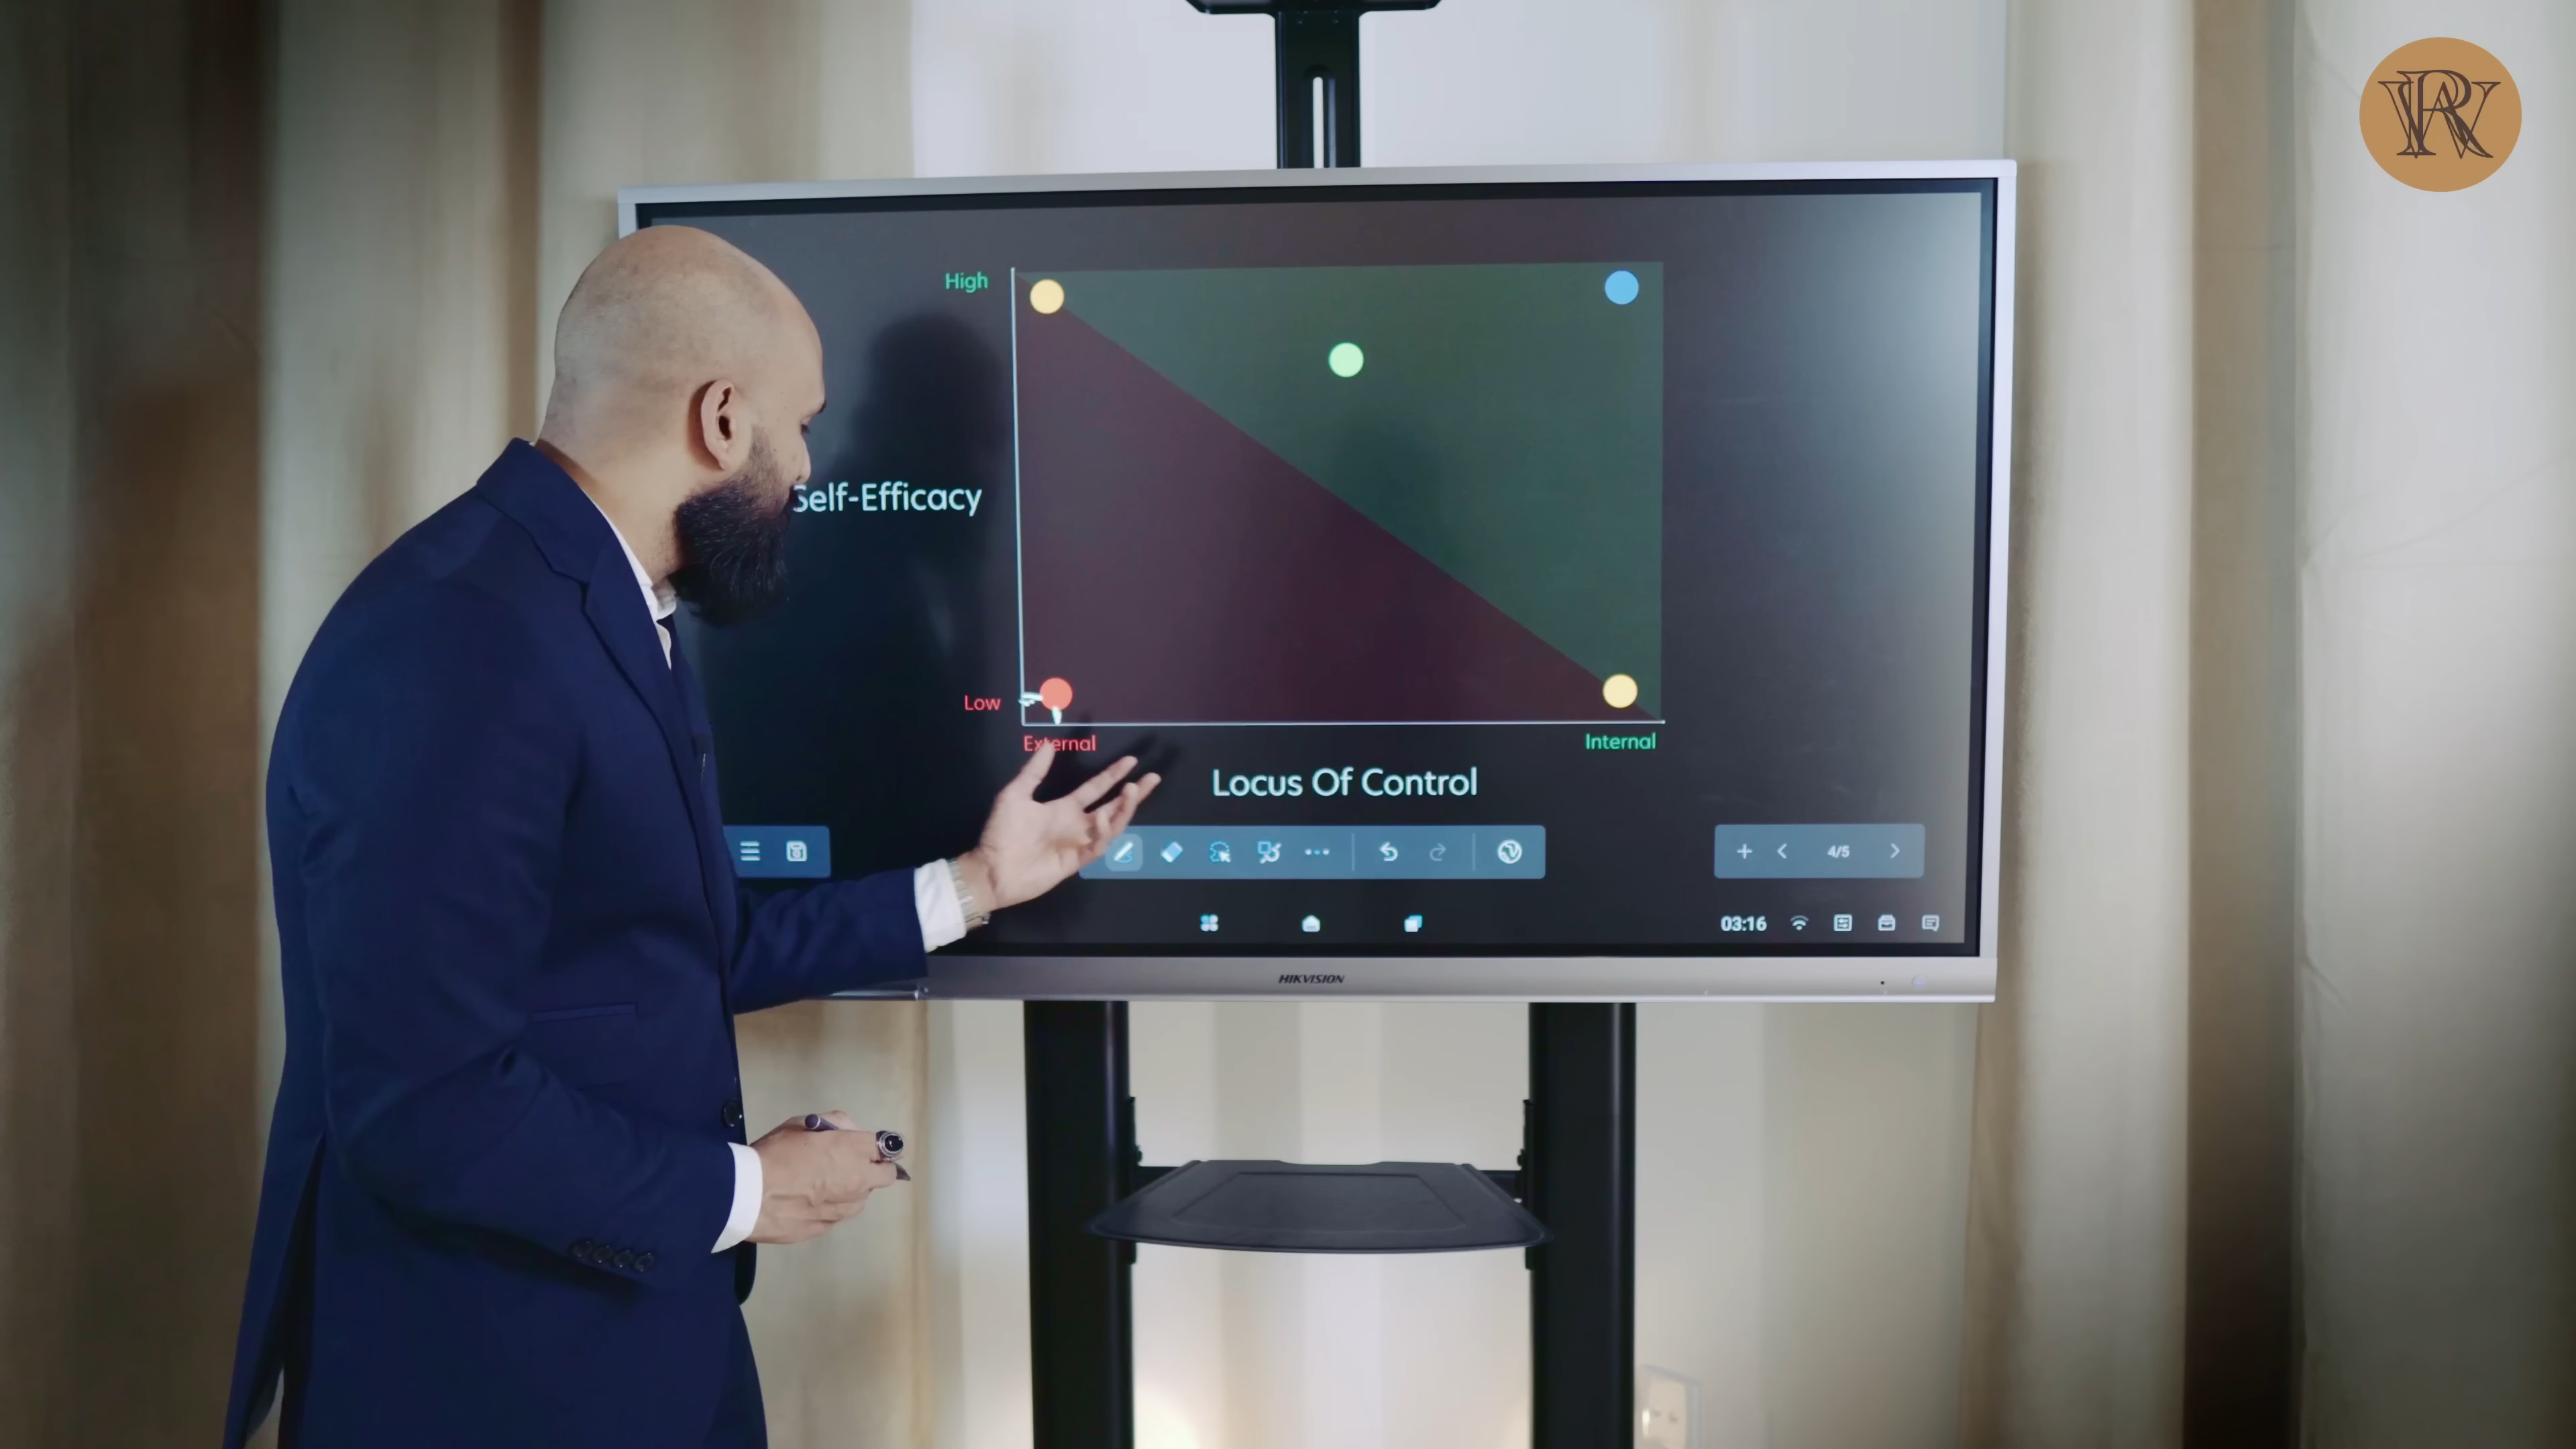 High
Self-Efficacy
Low
External
Internal
Locus Of Control
4/5
03:16
HIKVISION